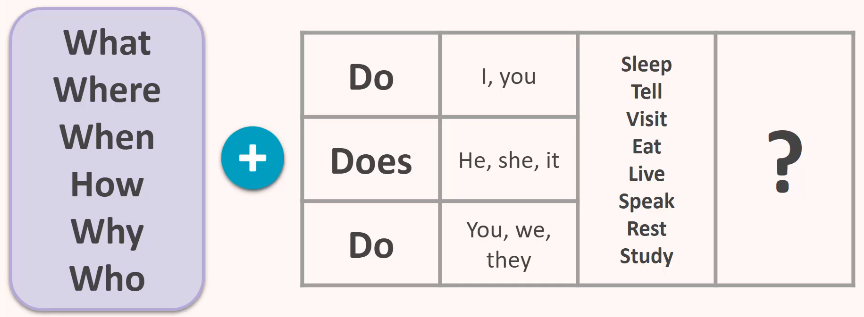 What
Where
When
How
Why
Who
+
Do
I, you
Does
He, she, it
Do
You, we,
they
Sleep
Tell
Visit
Eat
Live
Speak
Rest
Study
?